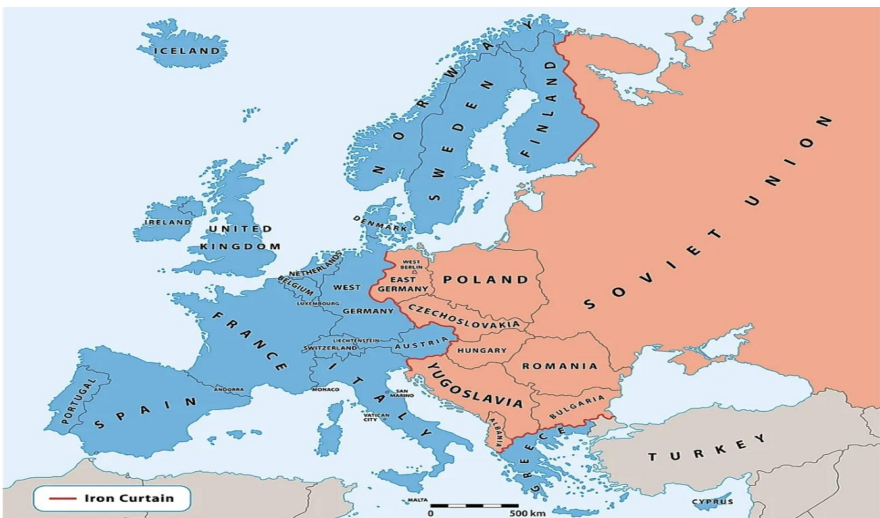 ICELAND
NORWAY
SWEDEN
FINLAND
SOVIET UNION
IRELAND
UNITED
KINGDOM
DENMARK
NETHERLANDS
BELGIUM
LUXEMBOURG
WEST
GERMANY
WEST
BERLIN
EAST
GERMANY
POLAND
CZECHOSLOVAKIA
FRANCE
LIECHTENSTEIN
SWITZERLAND
AUSTRIA
HUNGARY
ROMANIA
YUGOSLAVIA
BULGARIA
ALBANIA
PORTUGAL
SPAIN
ANDORRA
MONACO
ITALY
SAN
MARINO
VATICAN
CITY
GREECE
TURKEY
MALTA
CYPRUS
Iron Curtain
0 500 km